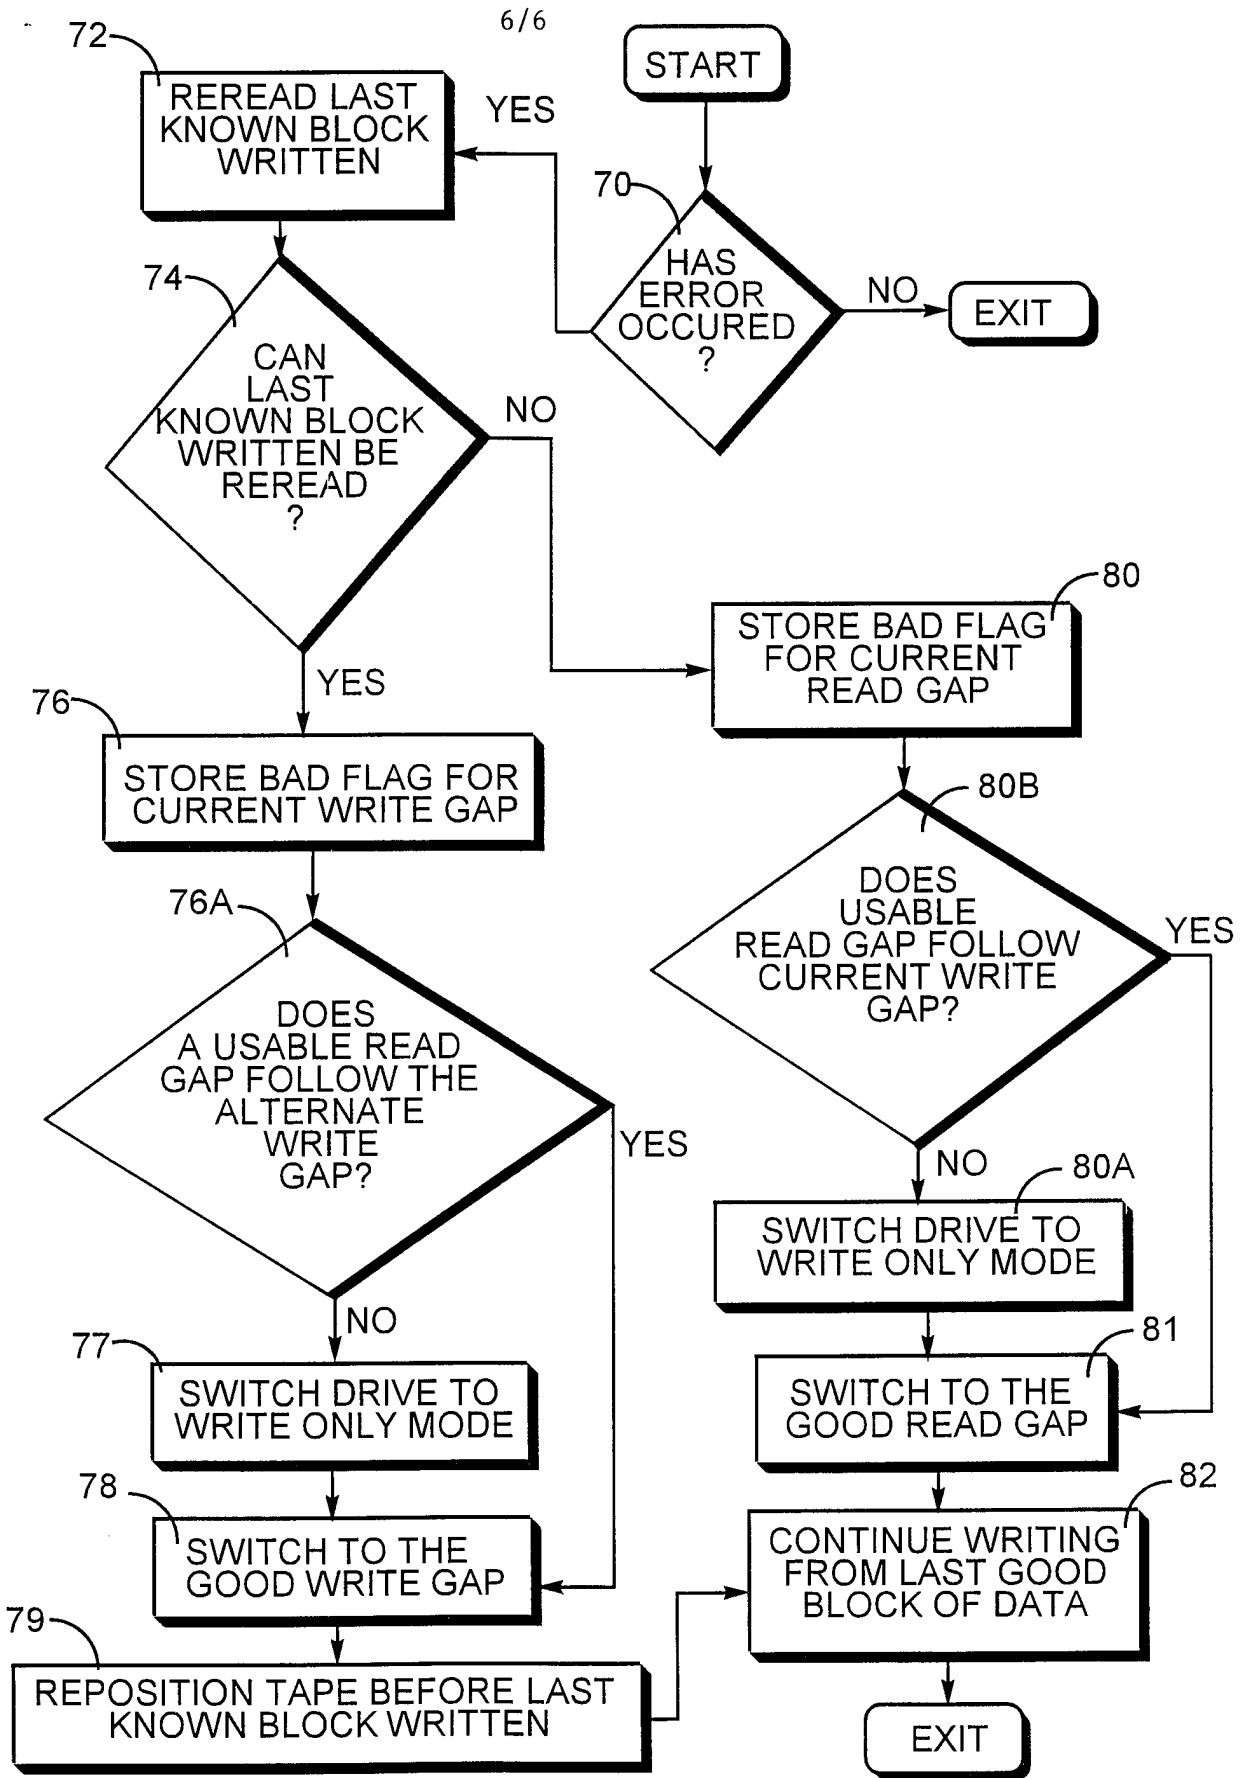 6/6
START
72
REREAD LAST
KNOWN BLOCK
WRITTEN
YES
70
HAS
ERROR
OCCURED
?
NO
EXIT
74
CAN
LAST
KNOWN BLOCK
WRITTEN BE
REREAD
?
NO
YES
80
STORE BAD FLAG
FOR CURRENT
READ GAP
76
STORE BAD FLAG FOR
CURRENT WRITE GAP
80B
DOES
USABLE
READ GAP FOLLOW
CURRENT WRITE
GAP?
YES
NO
76A
DOES
A USABLE READ
GAP FOLLOW THE
ALTERNATE
WRITE
GAP?
YES
NO
80A
SWITCH DRIVE TO
WRITE ONLY MODE
77
SWITCH DRIVE TO
WRITE ONLY MODE
81
SWITCH TO THE
GOOD READ GAP
78
SWITCH TO THE
GOOD WRITE GAP
82
CONTINUE WRITING
FROM LAST GOOD
BLOCK OF DATA
79
REPOSITION TAPE BEFORE LAST
KNOWN BLOCK WRITTEN
EXIT